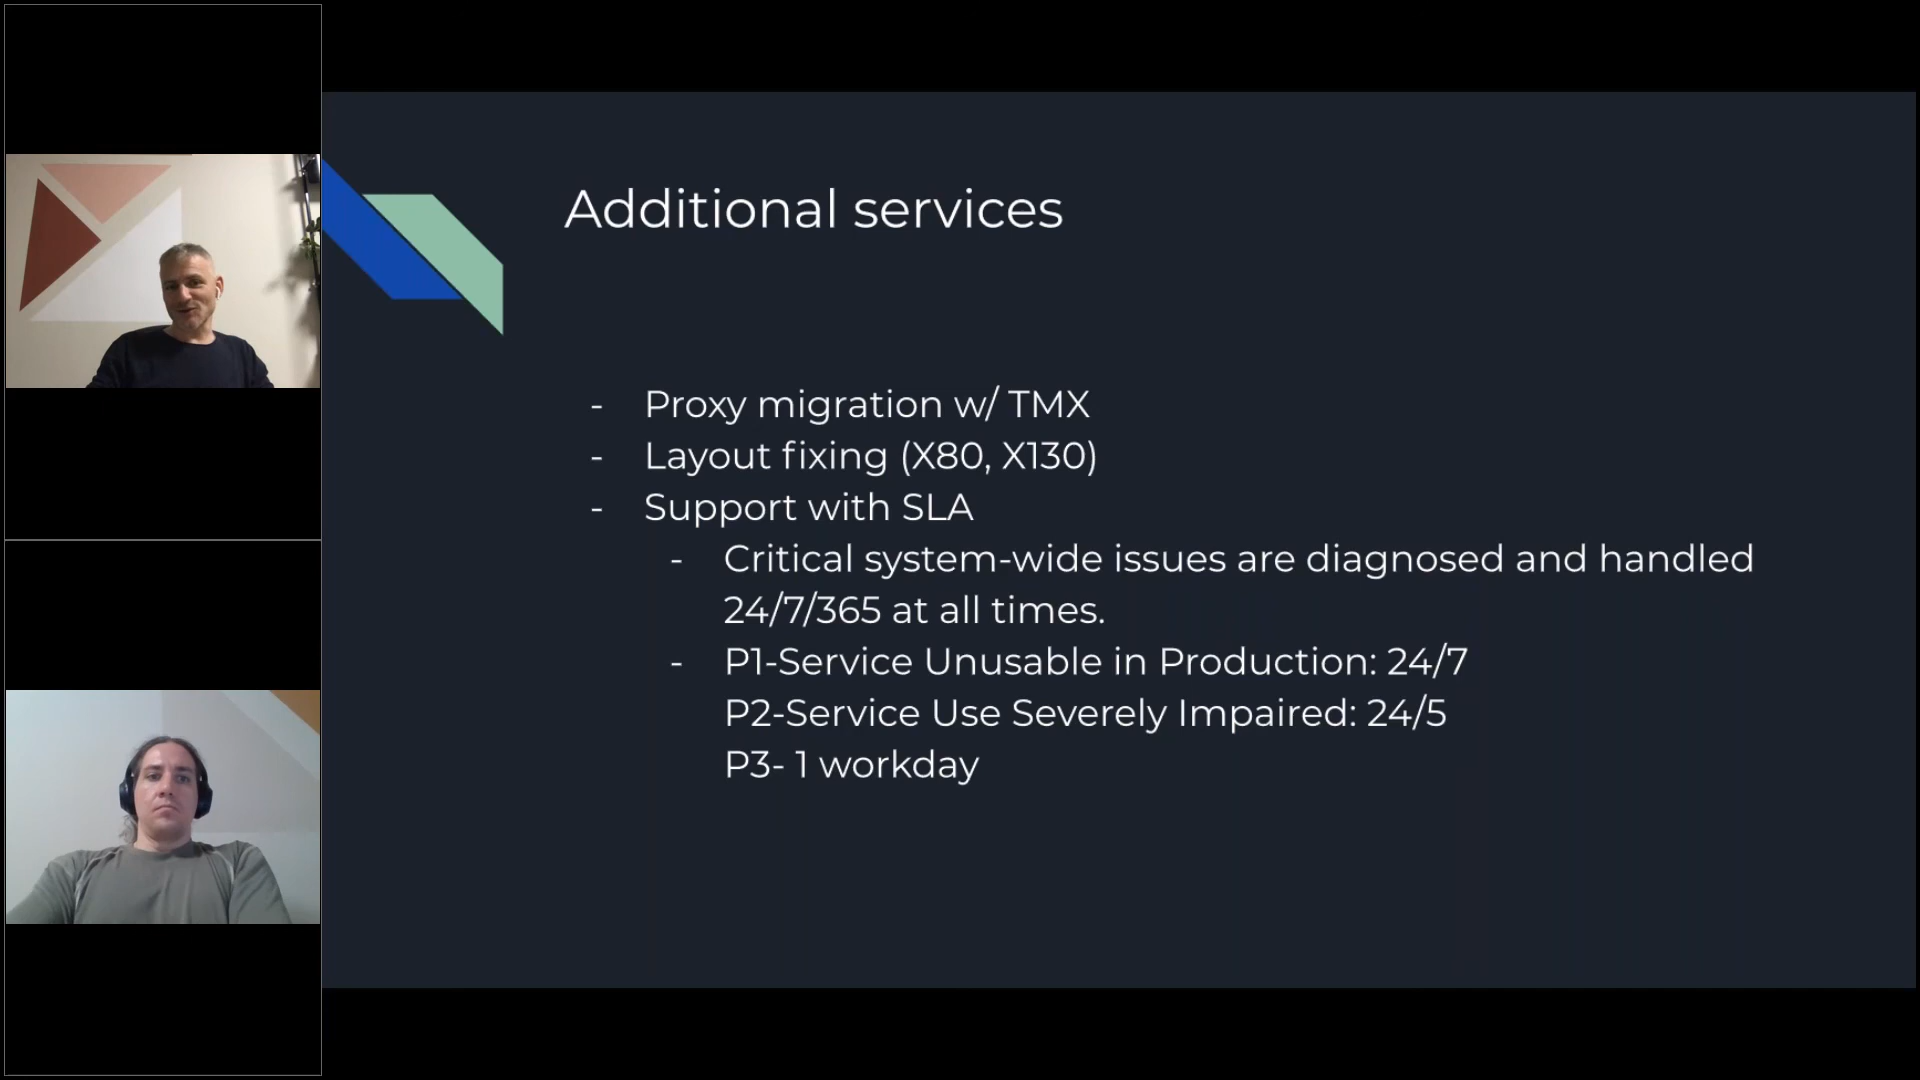 Additional services
- Proxy migration w/ TMX
- Layout fixing (X80, X130)
- Support with SLA
- Critical system-wide issues are diagnosed and handled
24/7/365 at all times.
- P1-Service Unusable in Production: 24/7
P2-Service Use Severely Impaired: 24/5
P3- 1 workday